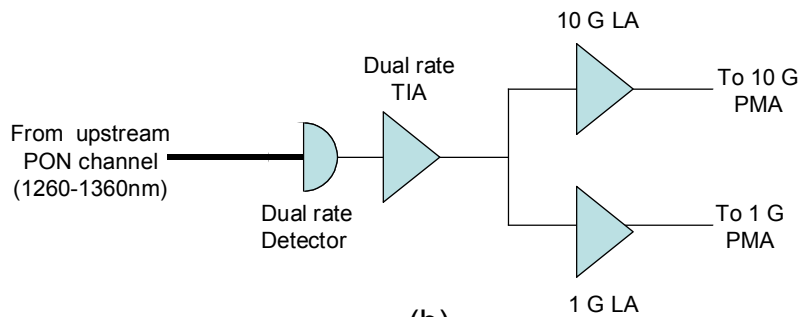 10 G LA
Dual rate
TIA
To 10 G
PMA
From upstream
PON channel
(1260-1360nm)
Dual rate
Detector
To 1 G
PMA
1 G LA
(b)